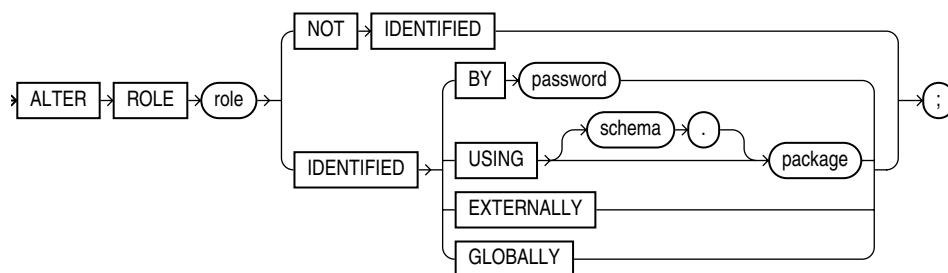 NOT IDENTIFIED
BY password
ALTER ROLE role ;
schema .
IDENTIFIED USING package
EXTERNALLY
GLOBALLY